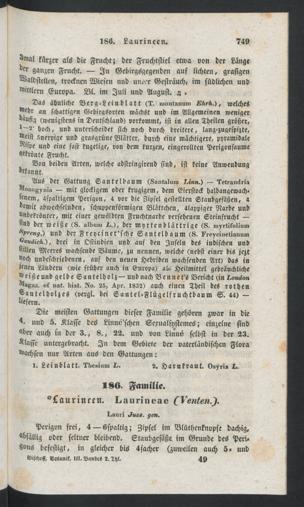 186. Laurineen. 749
3mal kürzer als die Frucht; der Fruchtstiel etwa von der Länge
der ganzen Frucht. — In Gebirgsgegenden auf lichten, grasigen
Waldstellen, trocknen Wiesen und unter Gesträuch, im südlichen und
mittlern Europa. Bl. im Juli und August. ♃.
Das ähnliche Berg-Leinblatt (T. montanum Ehrh.), welches
mehr an schattigen Gebirgsorten wächst und im Allgemeinen weniger
häufig (wenigstens in Deutschland) vorkommt, ist in allen Theilen größer,
1—2′ hoch, und unterscheidet sich noch durch breitere, lang-zugespitzte,
meist nervige und grasgrüne Blätter, durch eine mächtigere, pyramidale
Rispe und eine fast kugelige, von dem kurzen, eingerollten Perigonsaume
gekrönte Frucht.
Von beiden Arten, welche adstringirend sind, ist keine Anwendung
bekannt.
Aus der Gattung Santelbaum (Santalum Linn.) — Tetrandria
Monogynia — mit glockigem oder krugigem, dem Eierstock haldangewach-
senem, 4spaltigem Perigon, 4 vor die Zipfel gestellten Staubgefäßen, 4
damit abwechselnden, schuppenförmigen Blättchen, 4lappiger Narbe und
unbekrönter, mit einer gewölbten Fruchtnarbe versehenen Steinfrucht —
sind der weiße (S. album L.), der myrtenblättrige (S. myrtifolium
Spreng.) und der Freycinet'sche Santelbaum (S. Freycinetianum
Gaudich.), drei in Ostindien und auf den Inseln des indischen und
stillen Meeres wachsende Bäume, zu nennen, welche (nebst einer bis jezt
noch unbeschriebenen, auf den neuen Hebriden wachsenden Art) das in
jenen Ländern (wie früher auch in Europa) als Heilmittel gebräuchliche
weiße und gelbe Santelholz — und nach Bennet's Bericht (in London
Magaz. of nat. hist. No. 25, Apr. 1832) auch einen Theil des rothen
Santelholzes (vergl. bei Santel-Flügelfruchtbaum S. 44) —
liefern.
Die meisten Gattungen dieser Familie gehören zwar in die
4. und 5. Klasse des Linné'schen Sexualsystemes; einzelne sind
aber auch in der 3., 8., 22. und von Linné selbst in der 23.
Klasse untergebracht. In dem Gebiete der vaterländischen Flora
wachsen nur Arten aus den Gattungen:
1. Leinblatt. Thesium L. 2. Harnkraut. Osyris L.
186. Familie.
Laurineen. Laurineae (Venten.).
Lauri Juss. gen.
Perigon frei, 4—6spaltig; Zipfel im Blüthenknopfe dachig,
abfällig oder seltner bleibend. Staubgefäße im Grunde des Peri-
gons befestigt, in gleicher bis 4facher (zuweilen auch 5- und
Bischoff, Botanik. III. Bandes 2. Thl. 49